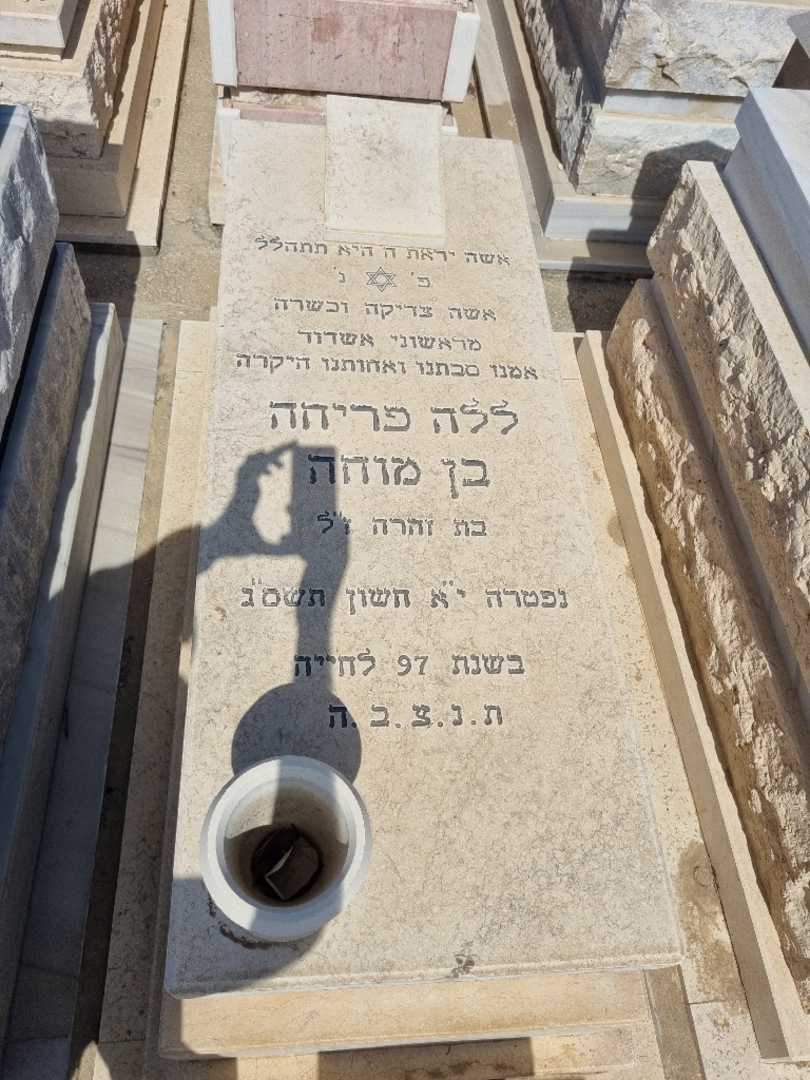 אשה יראת ה' היא תתהלל
פ' נ'
אשה צדיקה וכשרה
מראשוני אשדוד
אמנו סבתנו ואחותנו היקרה
ללה פריחה
בן מוחה
בת זהרה ז"ל
נפטרה י"א חשון תשס"ג
בשנת 97 לחייה
ת.נ.צ.ב.ה